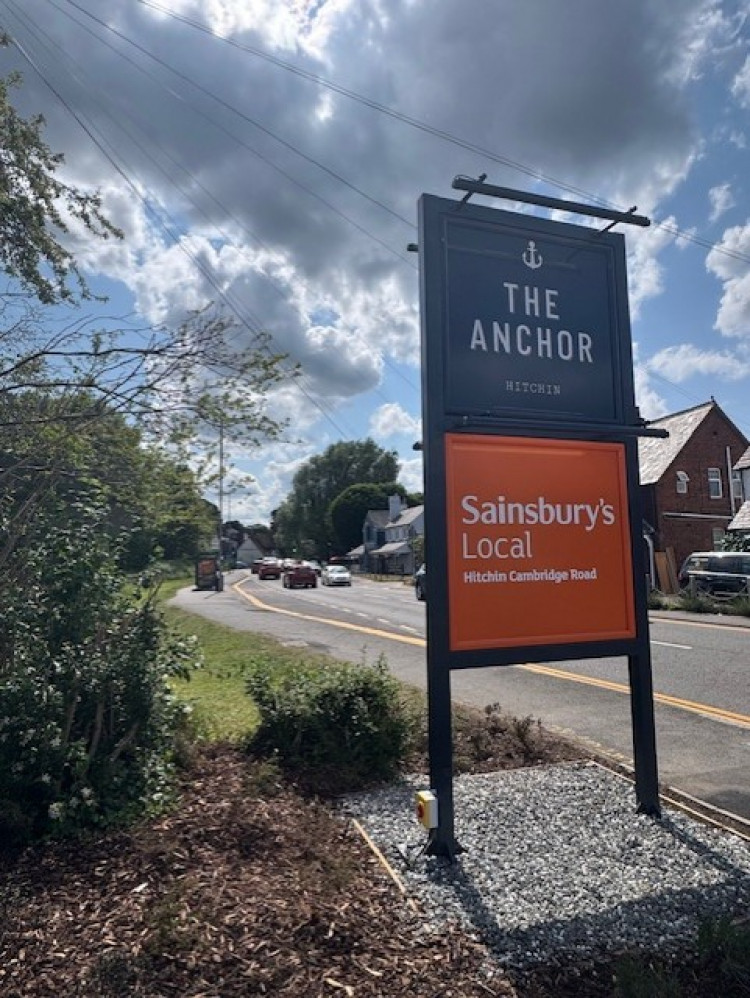 THE
ANCHOR
HITCHIN
Sainsbury's
Local
Hitchin Cambridge Road